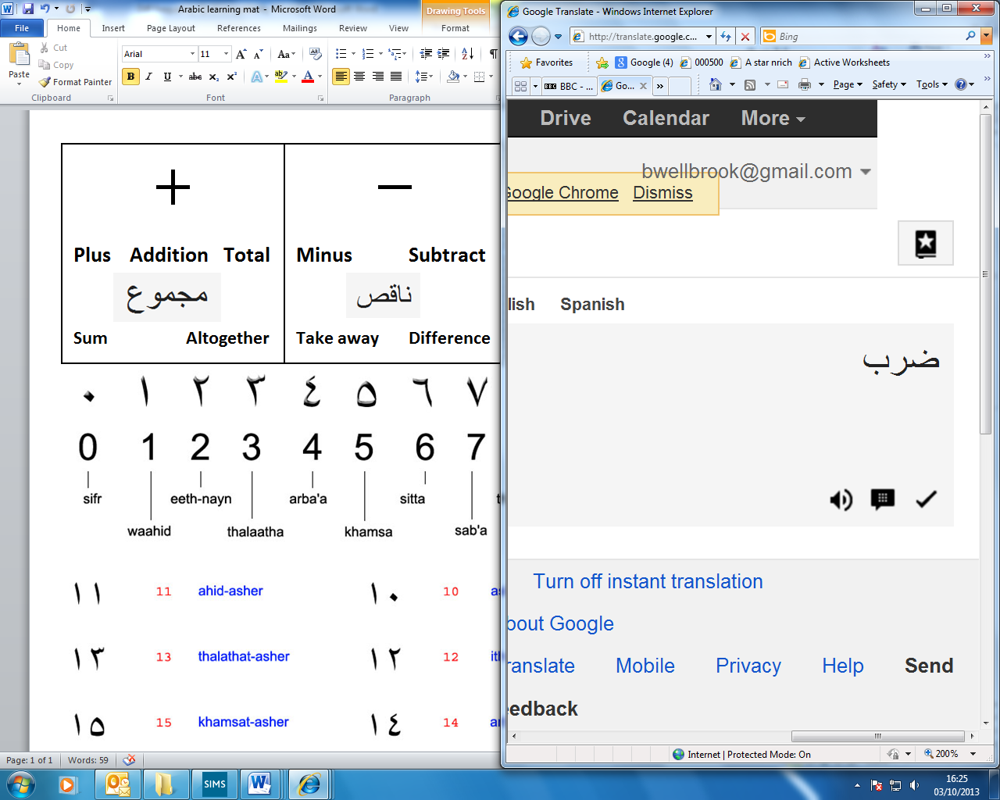 Arabic learning mat - Microsoft Word
Drawing Tools
File Home Insert Page Layout References Mailings Review View Format
Paste
Cut
Copy
Format Painter
Arial 11
Clipboard Font Paragraph
+ −
Plus Addition Total Minus Subtract
مجموع ناقص
Sum Altogether Take away Difference
٠ ١ ٢ ٣ ٤ ٥ ٦ ٧
0 1 2 3 4 5 6 7
sifr eeth-nayn arba'a sitta
waahid thalaatha khamsa sab'a
١١ 11 ahid-asher ١٠ 10
١٣ 13 thalathat-asher ١٢ 12
١٥ 15 khamsat-asher ١٤ 14
Page: 1 of 1 Words: 59
Google Translate - Windows Internet Explorer
http://translate.google.c...
Bing
Favorites Google (4) 000500 A star nrich Active Worksheets
BBC - ... Go... Page Safety Tools
Drive Calendar More
bwellbrook@gmail.com
Google Chrome Dismiss
Spanish
ضرب
Turn off instant translation
About Google
Translate Mobile Privacy Help Send
feedback
Internet | Protected Mode: On 200%
SIMS
16:25
03/10/2013